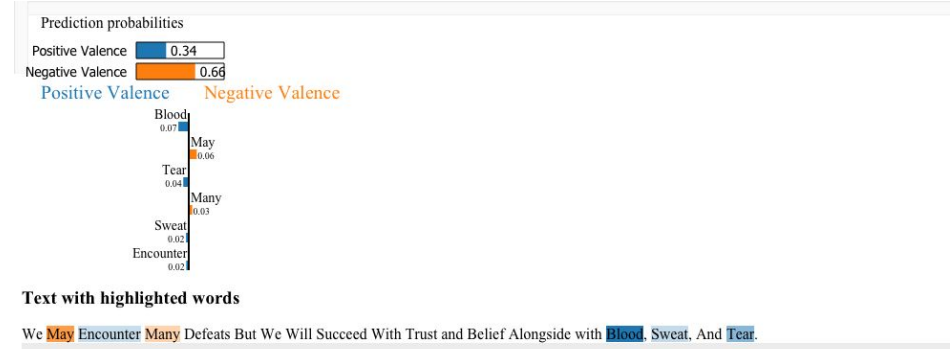 Prediction probabilities
Positive Valence 0.34
Negative Valence 0.66
Positive Valence Negative Valence
Blood
0.07
May
0.06
Tear
0.04
Many
0.03
Sweat
0.02
Encounter
0.02
Text with highlighted words
We May Encounter Many Defeats But We Will Succeed With Trust and Belief Alongside with Blood, Sweat, And Tear.